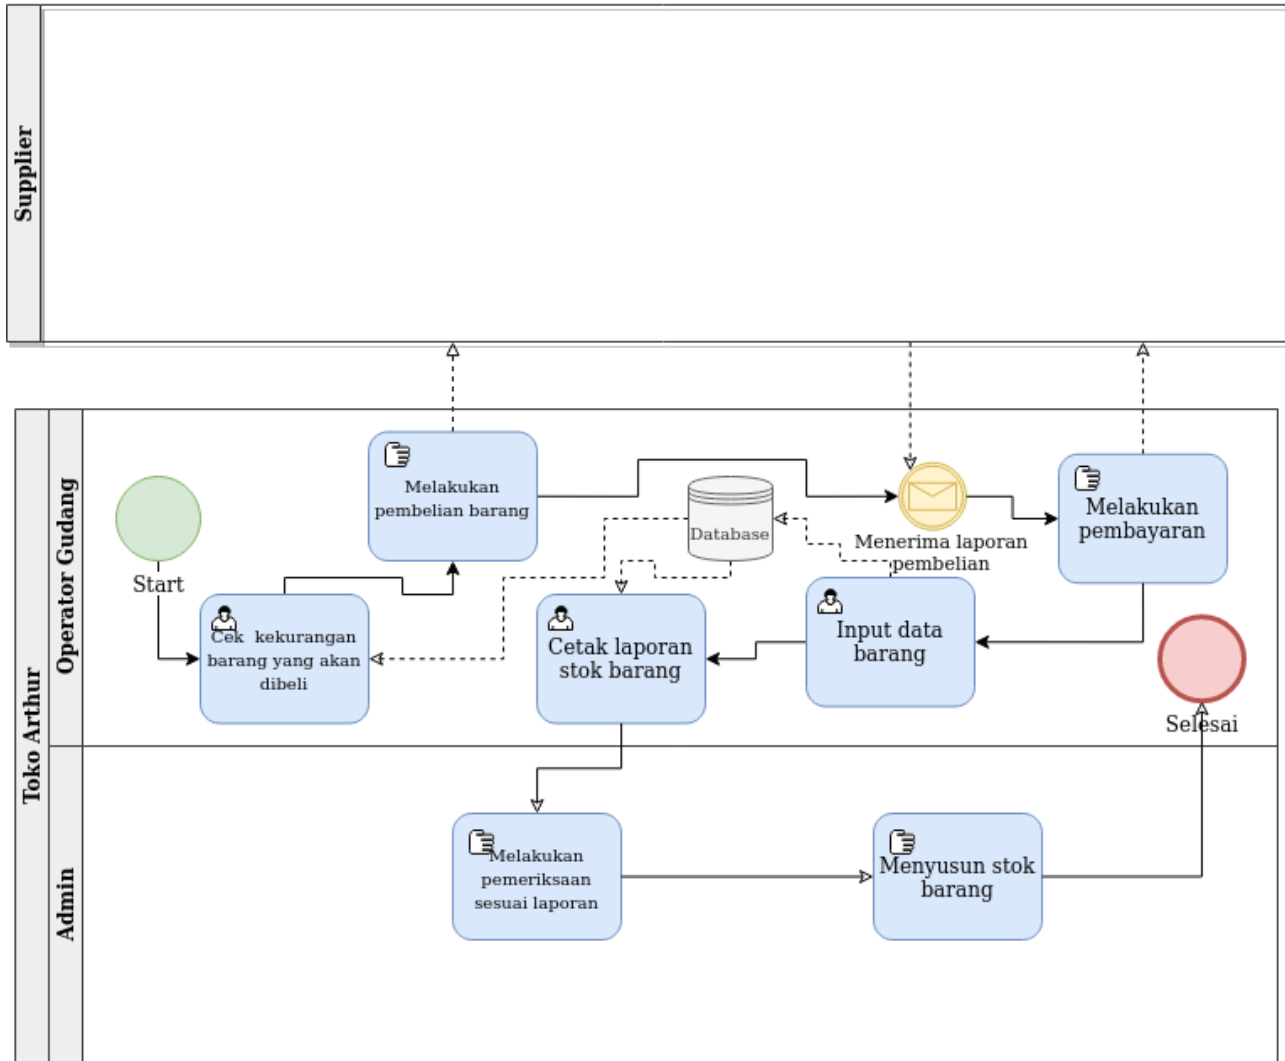 Supplier
Toko Arthur
Operator Gudang
Start
Melakukan
pembelian barang
Database
Menerima laporan
pembelian
Melakukan
pembayaran
Cek kekurangan
barang yang akan
dibeli
Cetak laporan
stok barang
Input data
barang
Selesai
Admin
Melakukan
pemeriksaan
sesuai laporan
Menyusun stok
barang